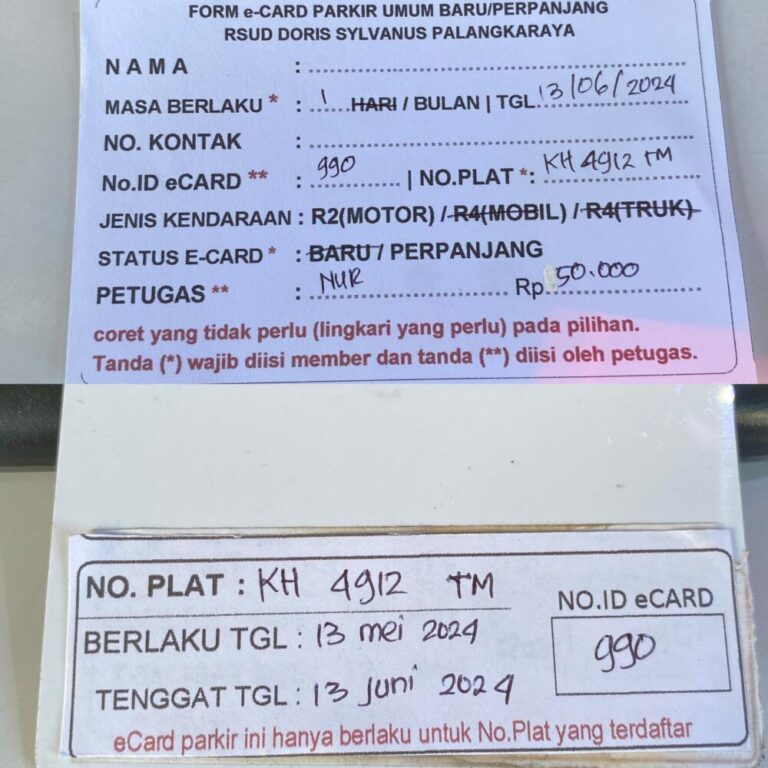 FORM e-CARD PARKIR UMUM BARU/PERPANJANG
RSUD DORIS SYLVANUS PALANGKARAYA
NAMA :
MASA BERLAKU * : 1 HARI / BULAN | TGL. 13/06/2024
NO. KONTAK :
No.ID eCARD ** : 990 | NO.PLAT *: KH 4912 TM
JENIS KENDARAAN : R2(MOTOR) / R4(MOBIL) / R4(TRUK)
STATUS E-CARD * : BARU / PERPANJANG
PETUGAS ** : NUR Rp 50.000
coret yang tidak perlu (lingkari yang perlu) pada pilihan.
Tanda (*) wajib diisi member dan tanda (**) diisi oleh petugas.
NO. PLAT : KH 4912 TM
BERLAKU TGL : 13 mei 2024
TENGGAT TGL : 13 Juni 2024
NO.ID eCARD
990
eCard parkir ini hanya berlaku untuk No.Plat yang terdaftar